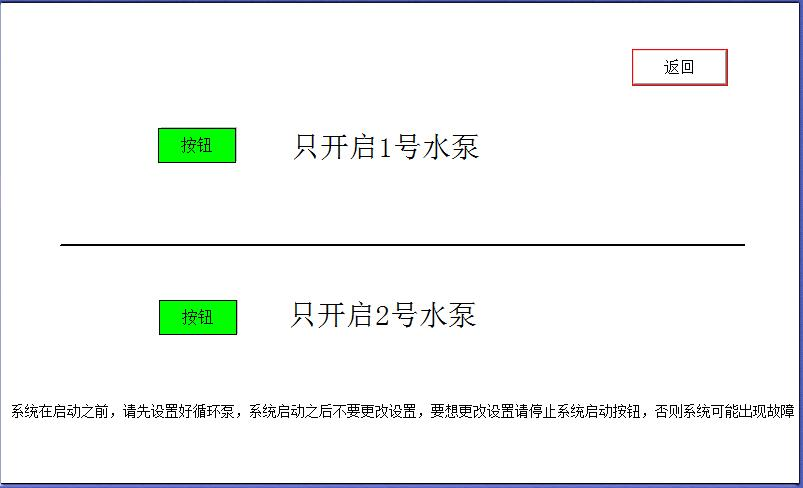 返回
按钮
只开启1号水泵
按钮
只开启2号水泵
系统在启动之前，请先设置好循环泵，系统启动之后不要更改设置，要想更改设置请停止系统启动按钮，否则系统可能出现故障